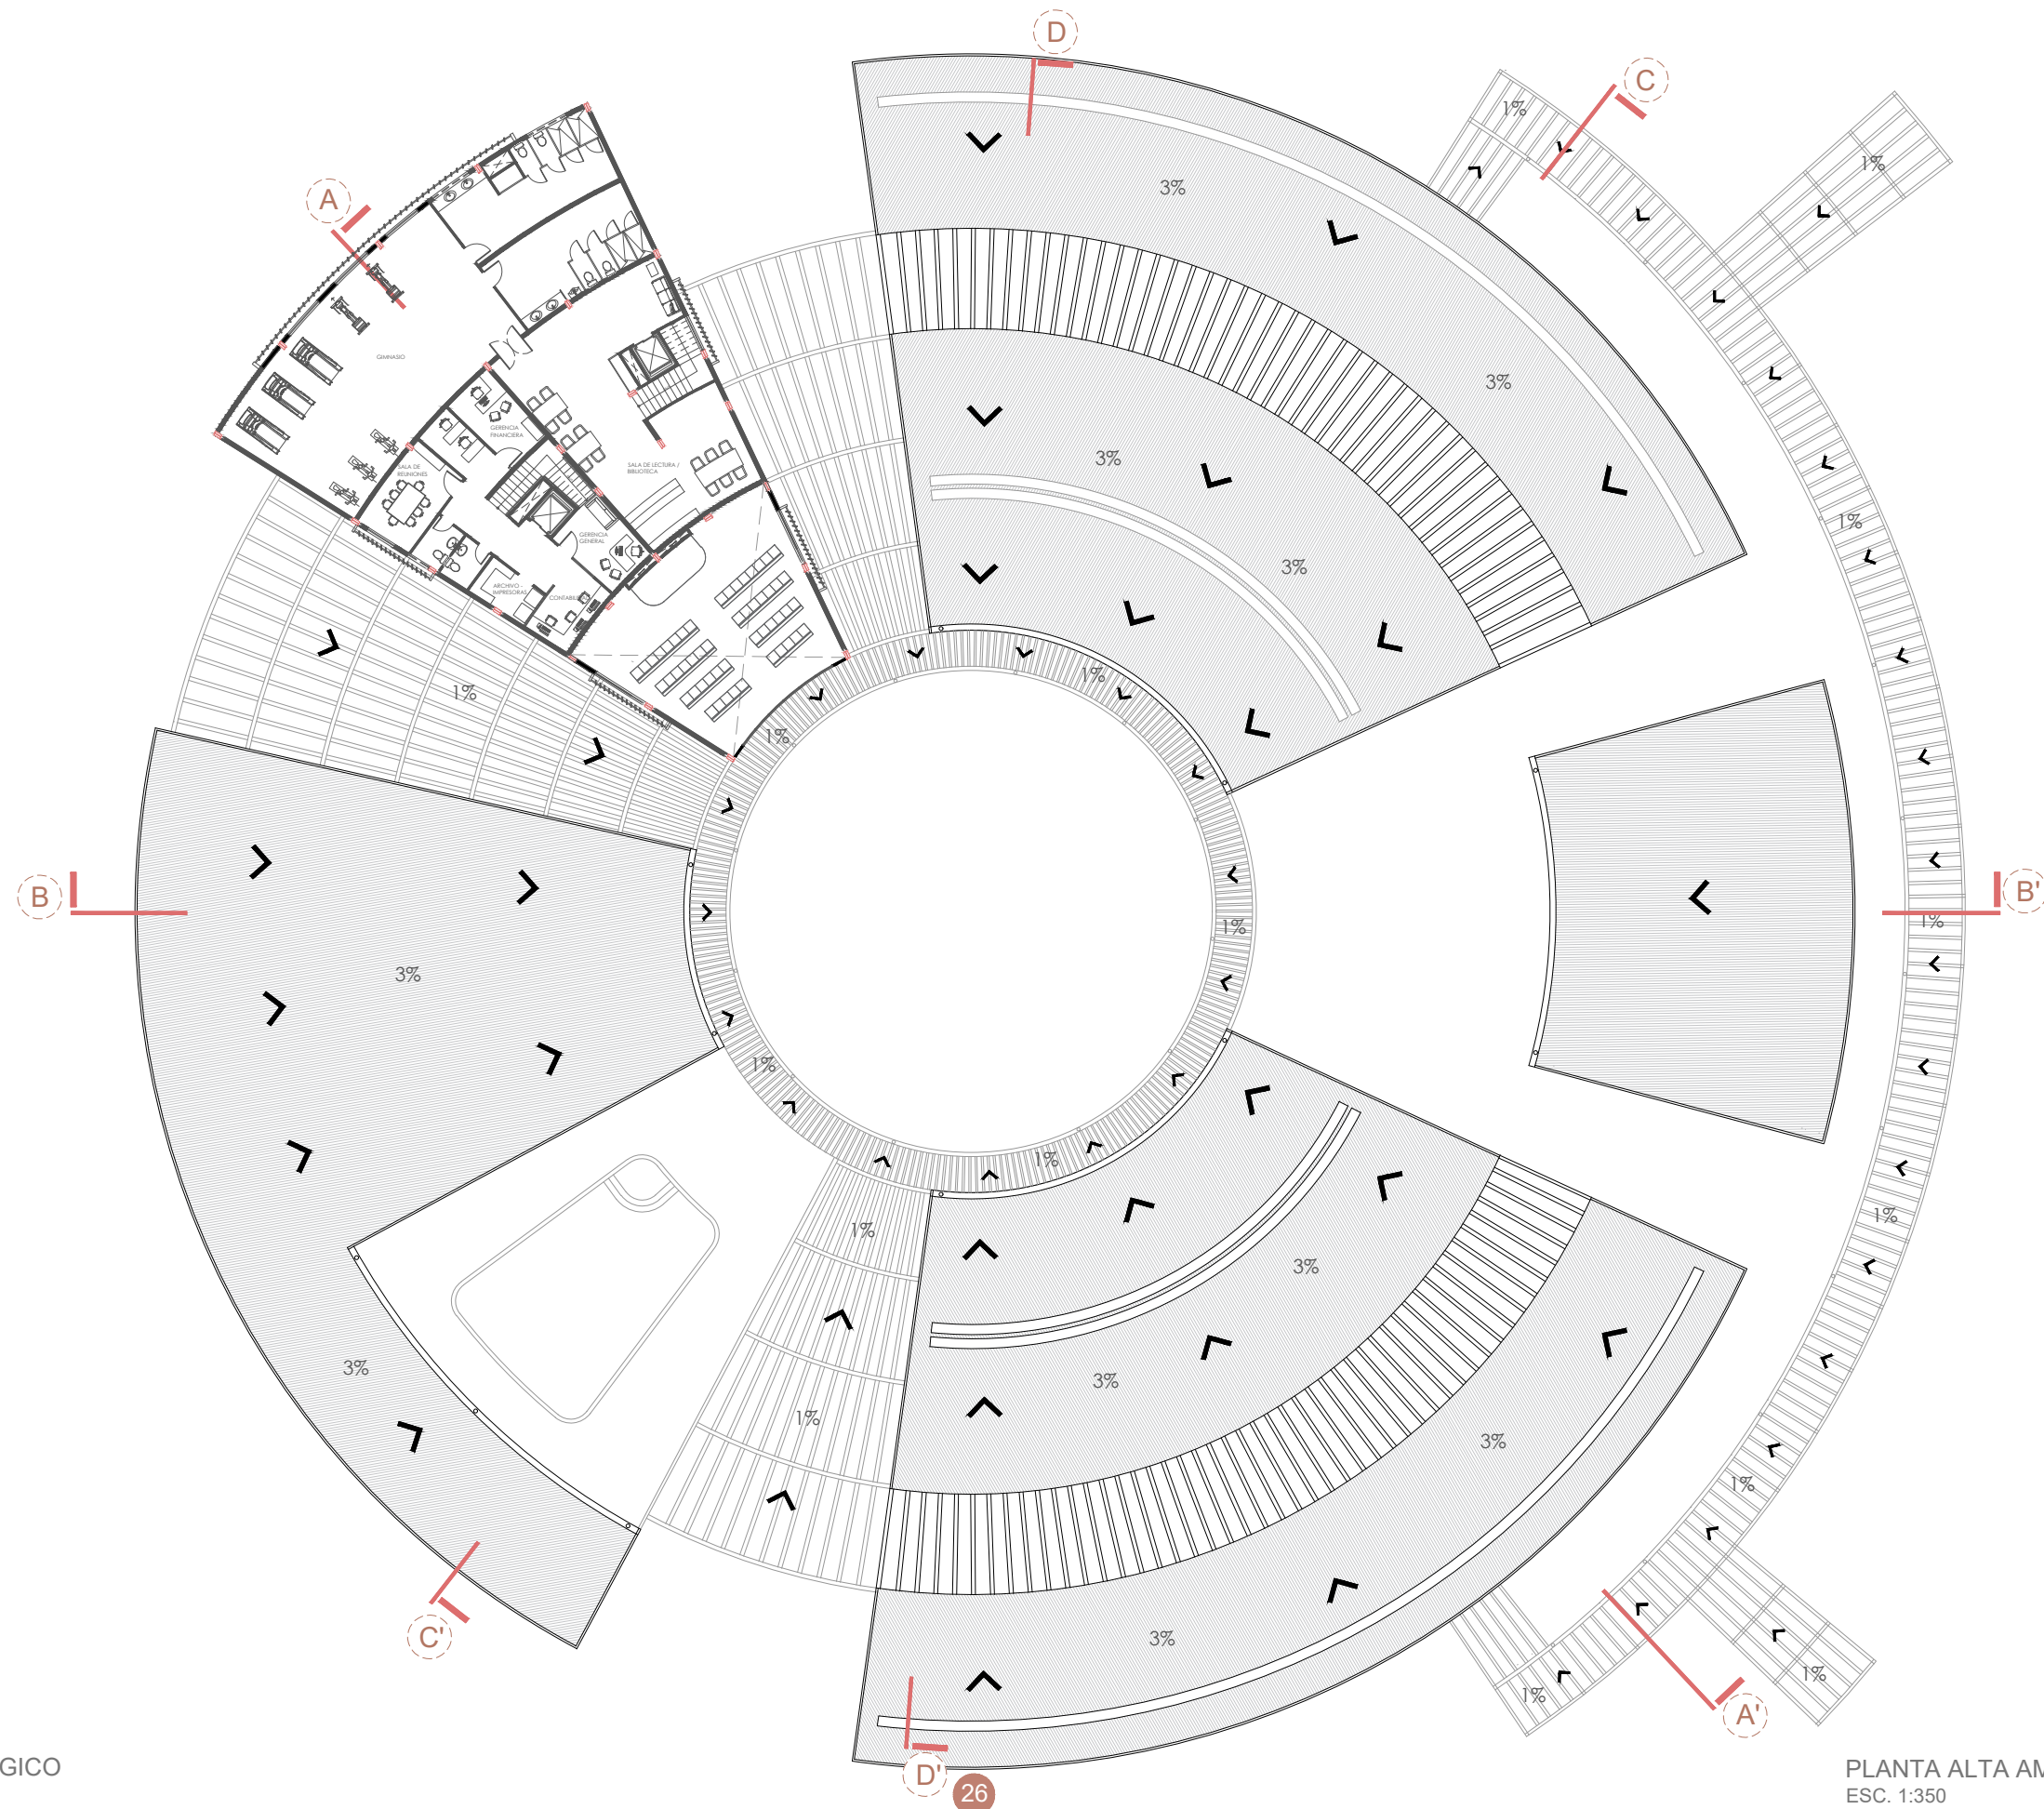 D
C
1%
1%
A
3%
GIMNASIO
3%
GERENCIA
FINANCIERA
3%
SALA DE LECTURA /
BIBLIOTECA
SALA DE
REUNIONES
1%
GERENCIA
GENERAL
3%
ARCHIVO -
IMPRESORAS
1%
1%
1%
B
B'
1%
1%
3%
1%
1%
1%
1%
3%
3%
3%
1%
3%
1%
C'
3%
1%
1%
A'
GICO
D'
26
PLANTA ALTA AM
ESC. 1:350